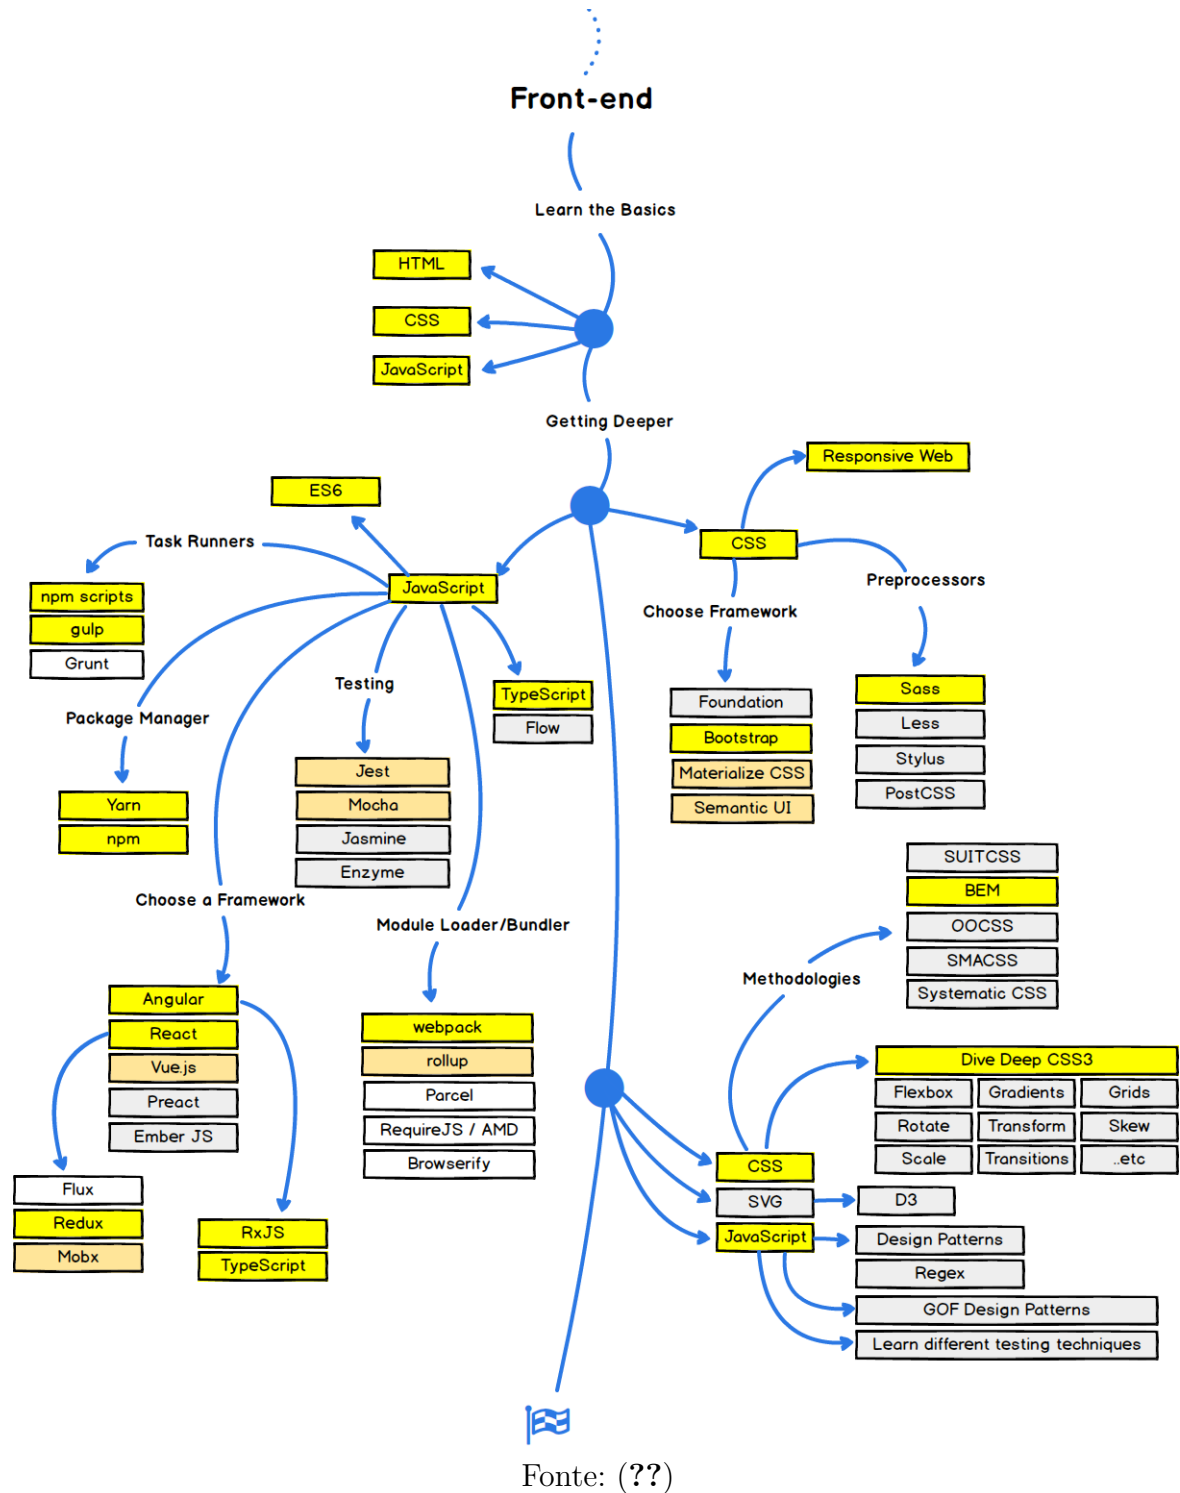 Front-end
Learn the Basics
HTML
CSS
JavaScript
Getting Deeper
Responsive Web
ES6
CSS
Task Runners
JavaScript
Preprocessors
npm scripts
gulp
Grunt
Choose Framework
Testing
TypeScript
Flow
Foundation
Bootstrap
Materialize CSS
Semantic UI
Sass
Less
Stylus
PostCSS
Package Manager
Yarn
npm
Jest
Mocha
Jasmine
Enzyme
SUITCSS
BEM
OOCSS
SMACSS
Systematic CSS
Choose a Framework
Module Loader/Bundler
Methodologies
Angular
React
Vue.js
Preact
Ember JS
webpack
rollup
Parcel
RequireJS / AMD
Browserify
Dive Deep CSS3
Flexbox Gradients Grids
Rotate Transform Skew
Scale Transitions ..etc
Flux
Redux
Mobx
RxJS
TypeScript
CSS
SVG
D3
JavaScript
Design Patterns
Regex
GOF Design Patterns
Learn different testing techniques
Fonte: (??)